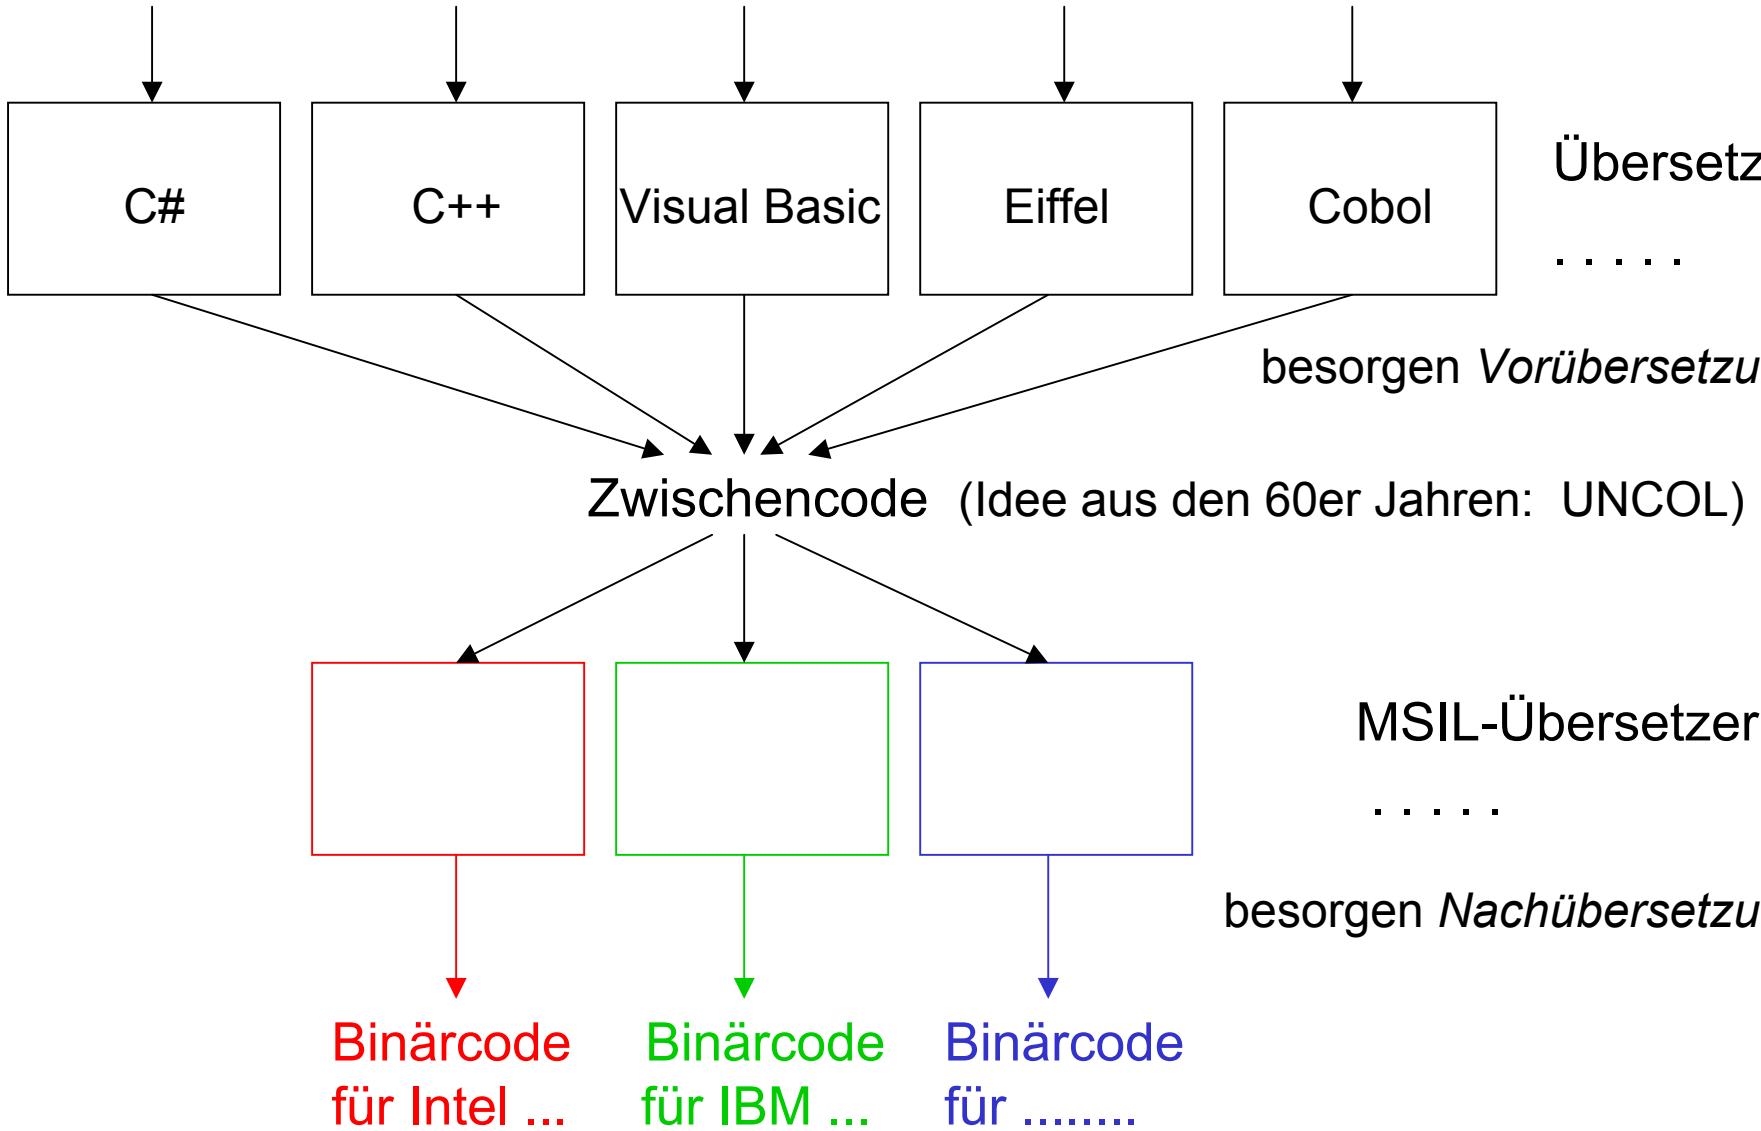 C# C++ Visual Basic Eiffel Cobol
Übersetz
. . . . .
besorgen Vorübersetzu
Zwischencode (Idee aus den 60er Jahren: UNCOL)
MSIL-Übersetzer
. . . . .
besorgen Nachübersetzu
Binärcode
für Intel ...
Binärcode
für IBM ...
Binärcode
für ........